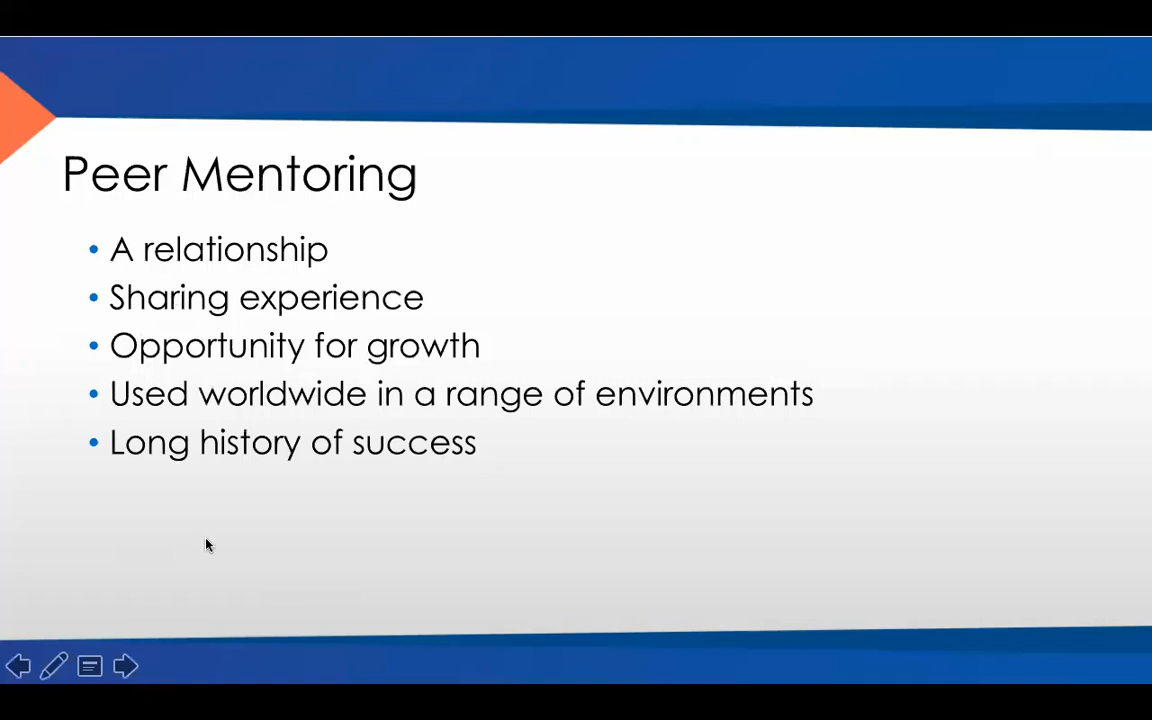 Peer Mentoring
• A relationship
• Sharing experience
• Opportunity for growth
• Used worldwide in a range of environments
• Long history of success